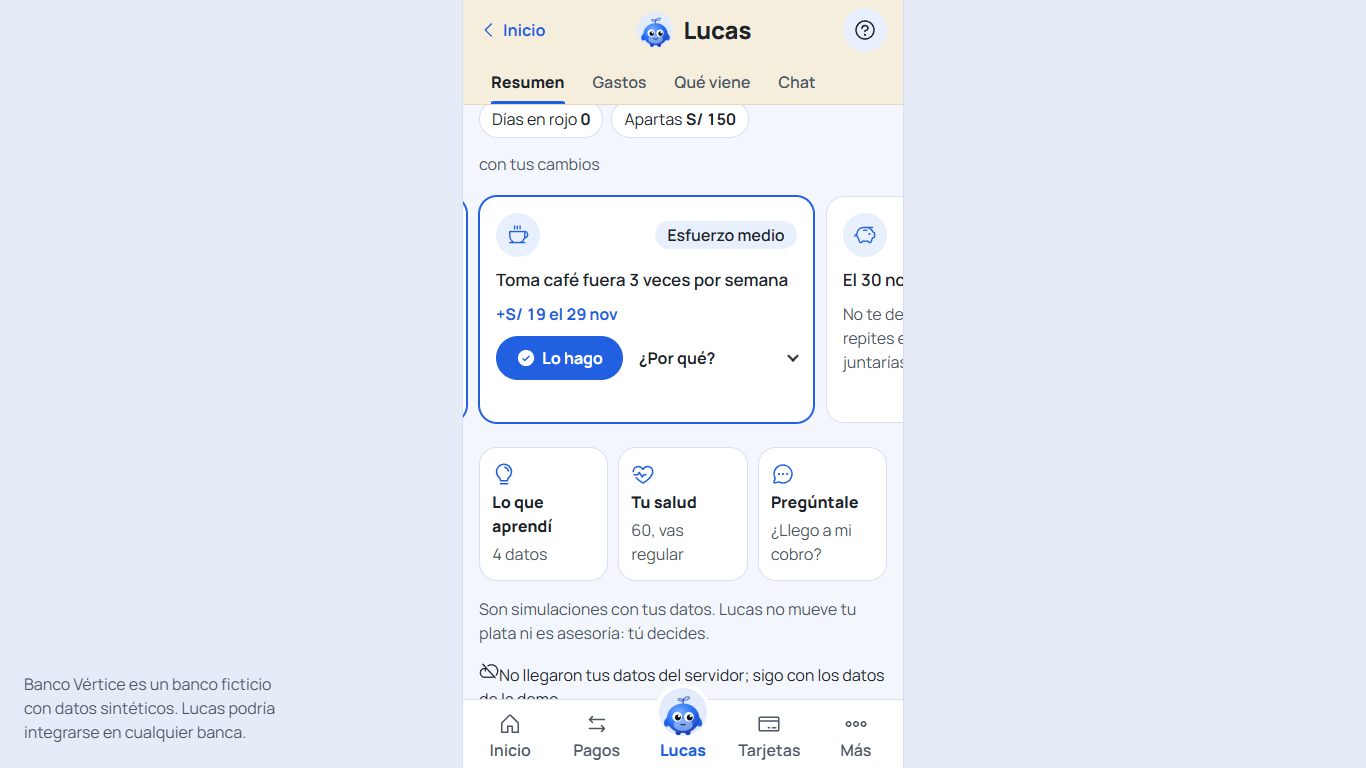 Inicio
Lucas
Resumen
Gastos
Qué viene
Chat
Días en rojo 0
Apartas S/ 150
con tus cambios
Esfuerzo medio
Toma café fuera 3 veces por semana
+S/ 19 el 29 nov
Lo hago
¿Por qué?
El 30 no
No te de
repites e
juntarías
Lo que
aprendí
4 datos
Tu salud
60, vas
regular
Pregúntale
¿Llego a mi
cobro?
Son simulaciones con tus datos. Lucas no mueve tu
plata ni es asesoría: tú decides.
No llegaron tus datos del servidor; sigo con los datos
de la demo
Banco Vértice es un banco ficticio
con datos sintéticos. Lucas podría
integrarse en cualquier banca.
Inicio
Pagos
Lucas
Tarjetas
Más